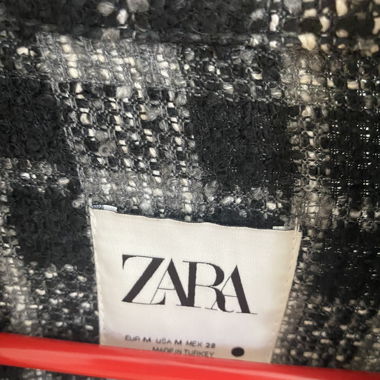 ZARA
EUR M USA M MEX 28
MADE IN TURKEY